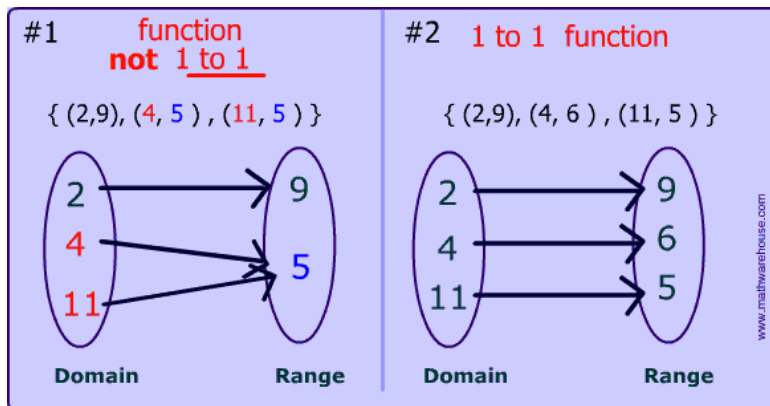 #1 function
not 1 to 1
{ (2,9), (4, 5 ) , (11, 5 ) }
2 9
4
5
11
Domain Range
#2 1 to 1 function
{ (2,9), (4, 6 ) , (11, 5 ) }
2 9
4 6
11 5
Domain Range
www.mathwarehouse.com